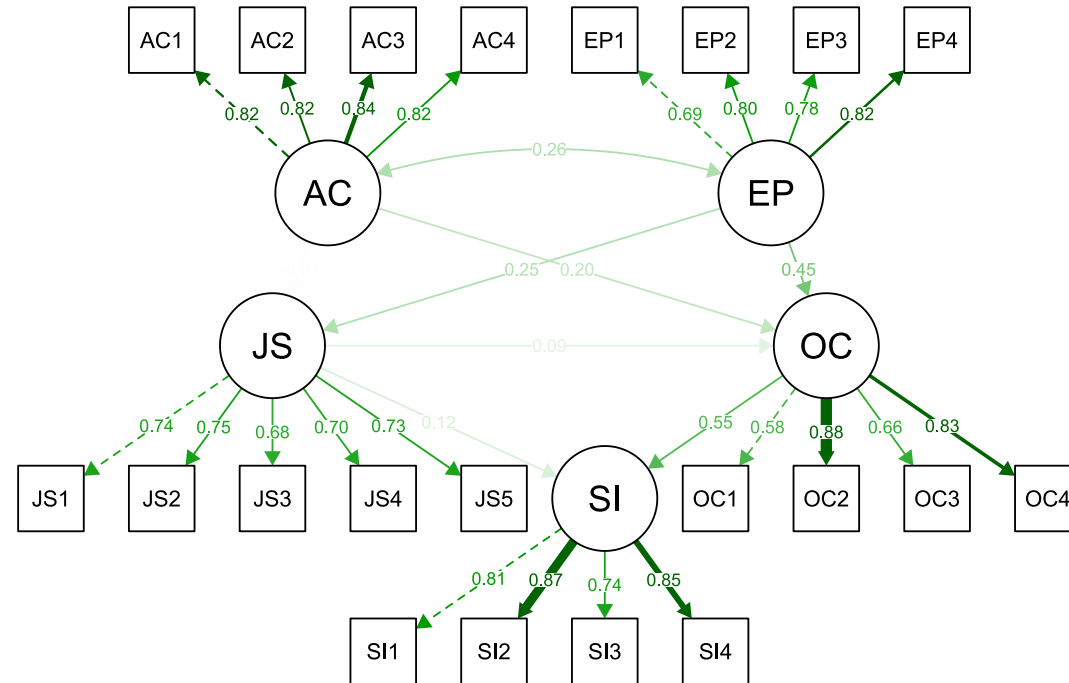 AC1 AC2 AC3 AC4 EP1 EP2 EP3 EP4
0.82 0.82 0.84 0.82 0.69 0.80 0.78 0.82
0.26
AC EP
0.25 0.20 0.45
JS OC
0.09
0.74 0.75 0.68 0.70 0.73 0.12 0.55 0.58 0.88 0.66 0.83
JS1 JS2 JS3 JS4 JS5 SI OC1 OC2 OC3 OC4
0.81 0.87 0.74 0.85
SI1 SI2 SI3 SI4